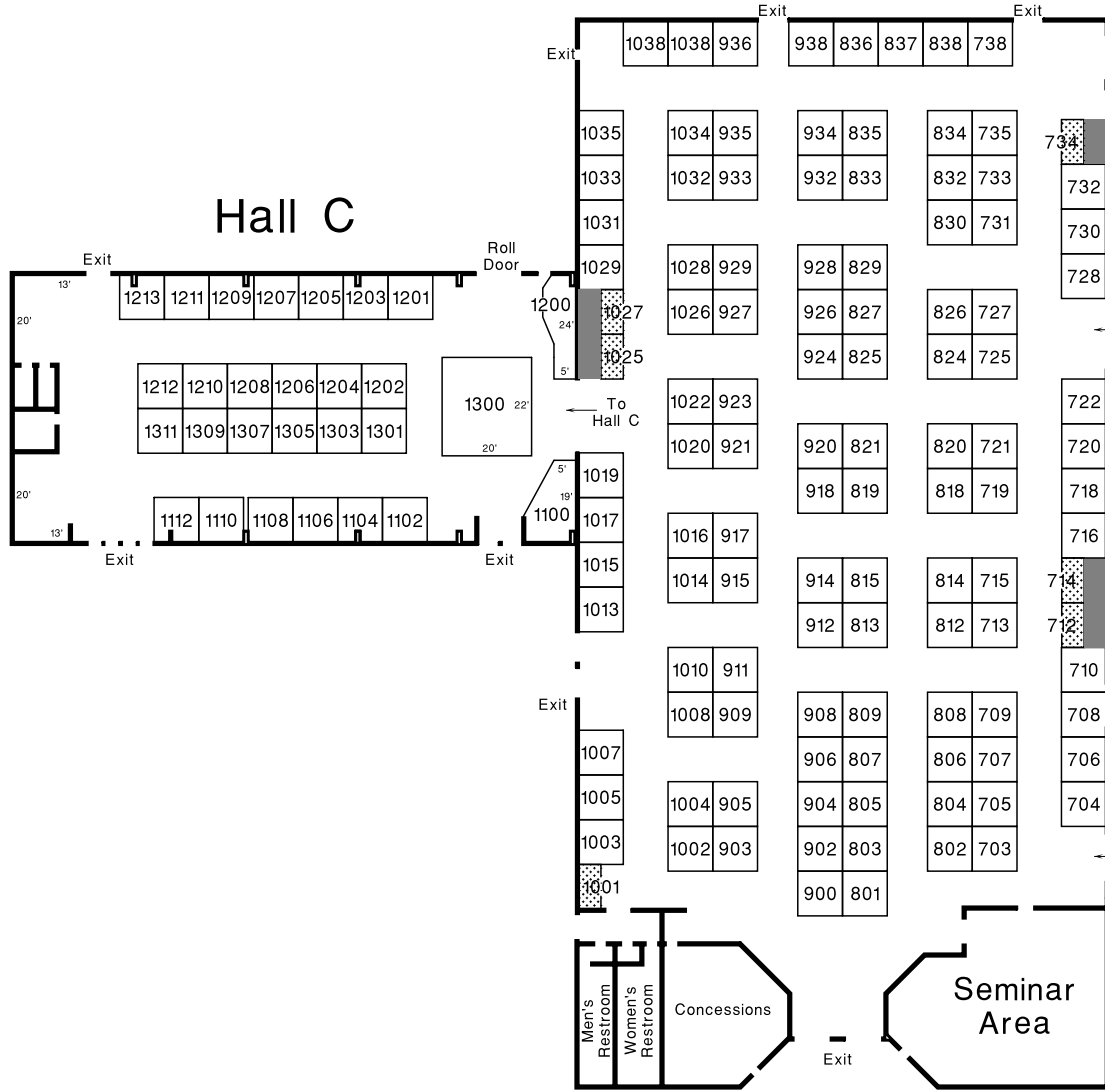 Exit Exit
1038 1038 936 938 836 837 838 738
Exit
1035 1034 935 934 835 834 735
734
1033 1032 933 932 833 832 733 732
Hall C
1031 830 731 730
Exit Roll
Door
1029 1028 929 928 829 728
13'
1213 1211 1209 1207 1205 1203 1201 1200
20' 24' 1027 1026 927 926 827 826 727
1025 924 825 824 725
5'
1212 1210 1208 1206 1204 1202
1300 22' To
Hall C 1022 923 722
1311 1309 1307 1305 1303 1301
20' 1020 921 920 821 820 721 720
5' 1019
20' 19' 918 819 818 719 718
1112 1110 1108 1106 1104 1102 1100 1017
13' 1016 917 716
Exit Exit
1015 1014 915 914 815 814 715 714
1013 912 813 812 713 712
1010 911 710
Exit
1008 909 908 809 808 709 708
1007 906 807 806 707 706
1005 1004 905 904 805 804 705 704
1003 1002 903 902 803 802 703
1001 900 801
Men's
Restroom
Women's
Restroom
Concessions
Seminar
Area
Exit